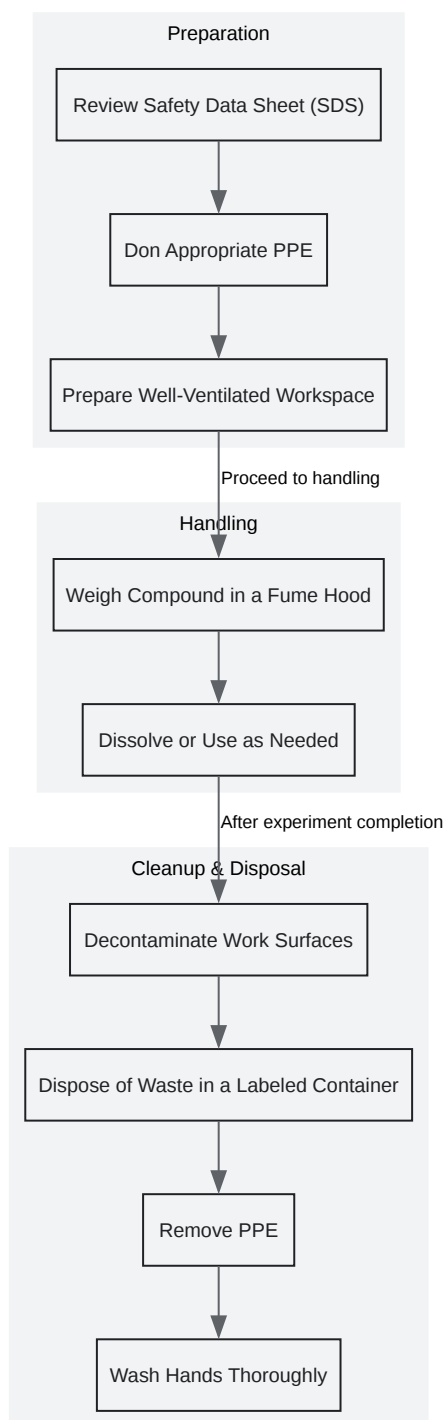 Preparation
Review Safety Data Sheet (SDS)
Don Appropriate PPE
Prepare Well-Ventilated Workspace
Proceed to handling
Handling
Weigh Compound in a Fume Hood
Dissolve or Use as Needed
After experiment completion
Cleanup & Disposal
Decontaminate Work Surfaces
Dispose of Waste in a Labeled Container
Remove PPE
Wash Hands Thoroughly